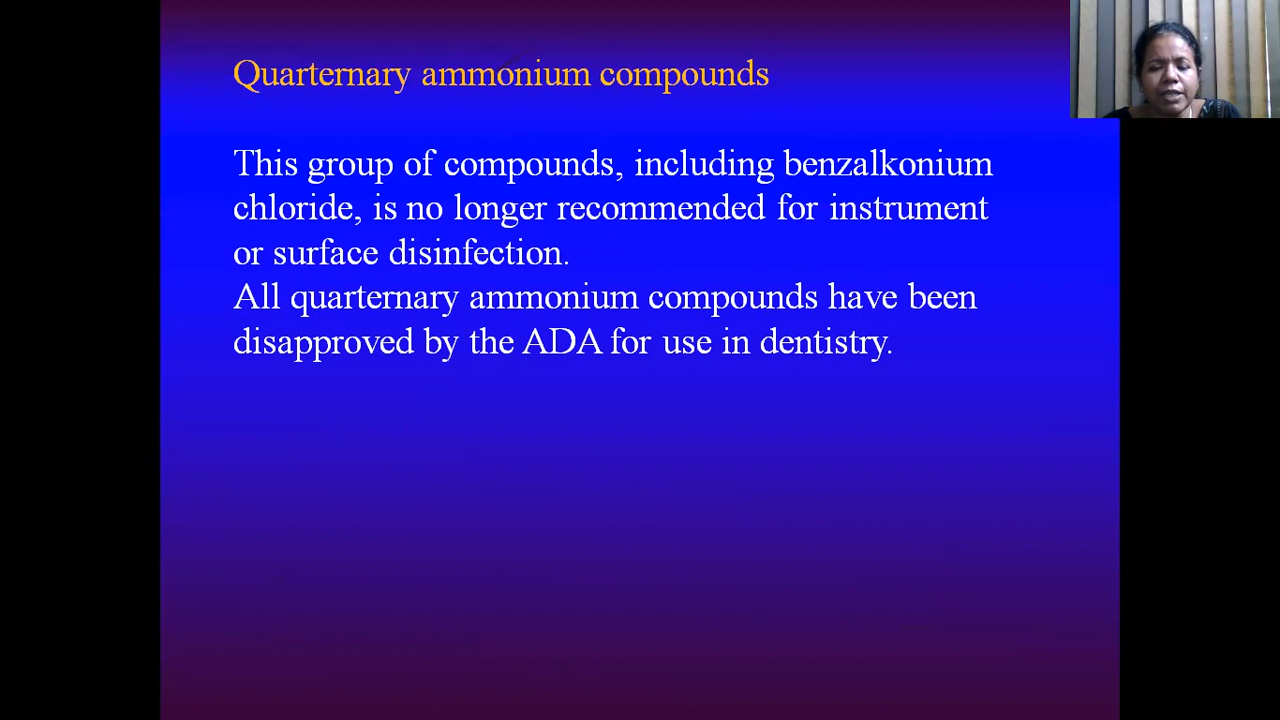 Quarternary ammonium compounds
This group of compounds, including benzalkonium
chloride, is no longer recommended for instrument
or surface disinfection.
All quarternary ammonium compounds have been
disapproved by the ADA for use in dentistry.